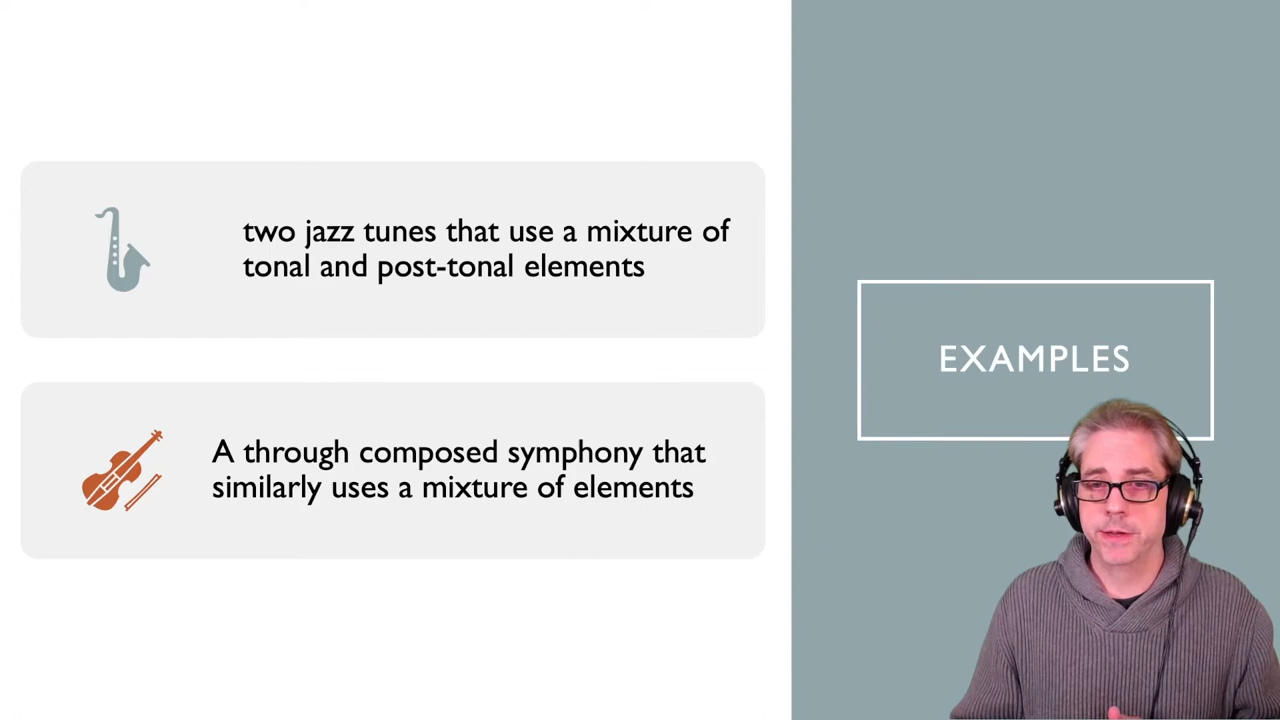 two jazz tunes that use a mixture of
tonal and post-tonal elements
A through composed symphony that
similarly uses a mixture of elements
EXAMPLES